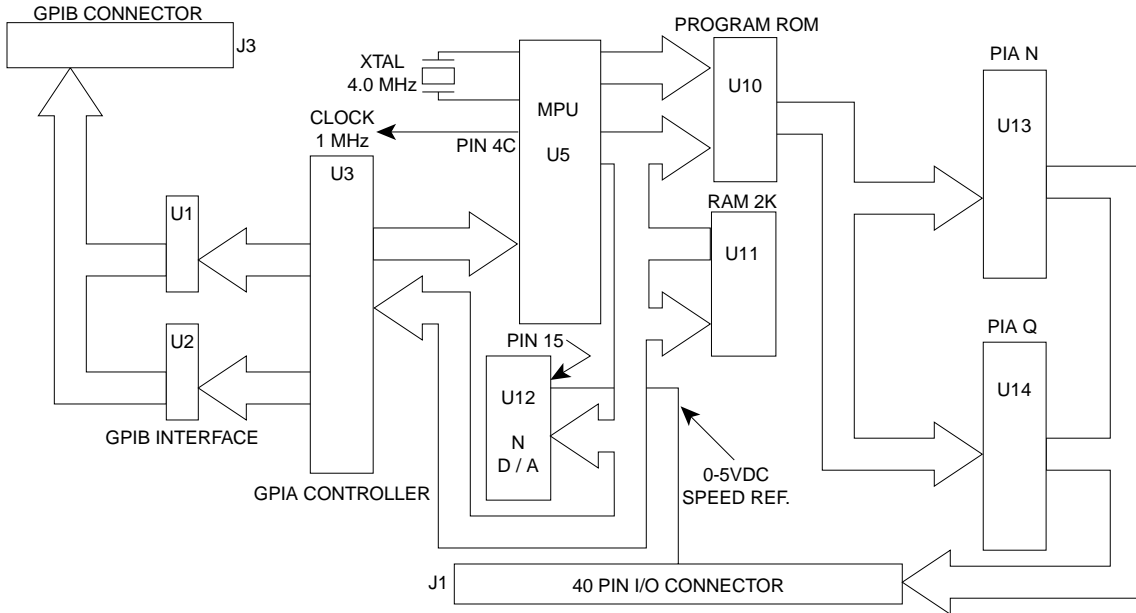 GPIB CONNECTOR
J3
XTAL
4.0 MHz
CLOCK
1 MHz
PIN 4C
MPU
U5
PROGRAM ROM
U10
PIA N
U13
U3
U1
U2
GPIB INTERFACE
GPIA CONTROLLER
RAM 2K
U11
PIN 15
U12
N
D / A
0-5VDC
SPEED REF.
PIA Q
U14
J1
40 PIN I/O CONNECTOR